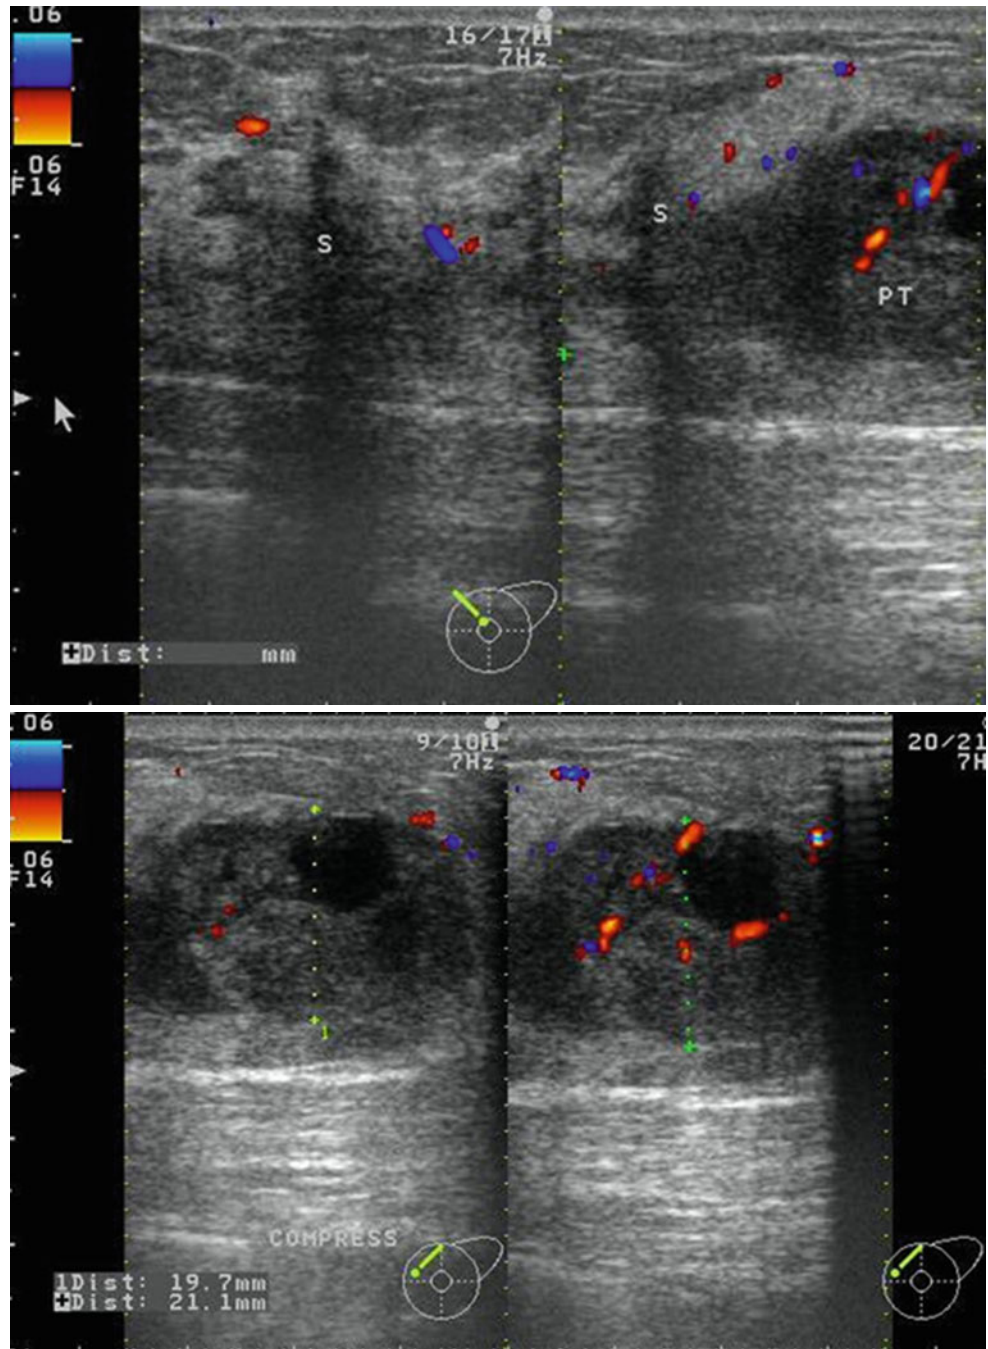 .06
16/17
7Hz
.06
F14
S
S
PT
+Dist: mm
06
9/10
7Hz
20/21
7H
.06
F14
1
COMPRESS
1Dist: 19.7mm
+Dist: 21.1mm